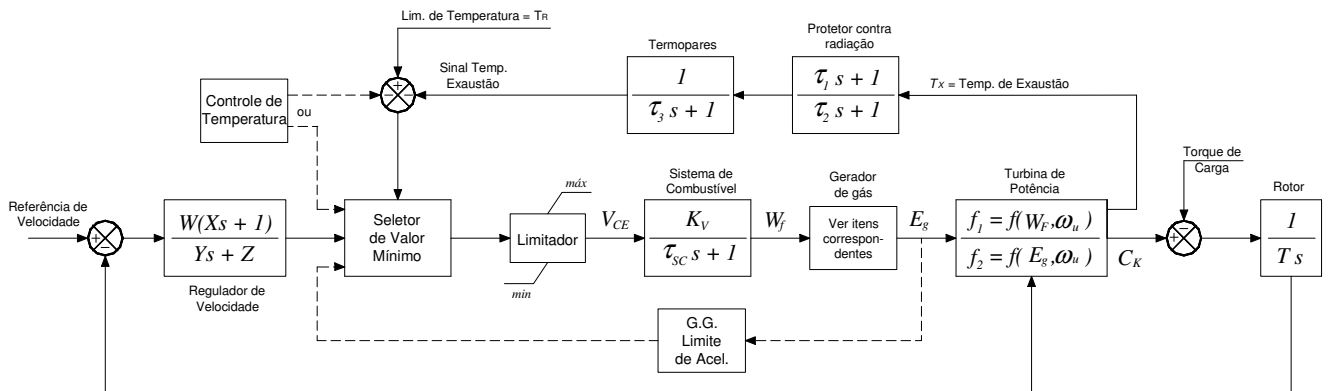 Lim. de Temperatura = TR
Termopares
Protetor contra
radiação
Sinal Temp.
Exaustão
1
τ3 s + 1
τ1 s + 1
τ2 s + 1
Tx = Temp. de Exaustão
Controle de
Temperatura
ou
Torque de
Carga
Referência de
Velocidade
W(Xs + 1)
Ys + Z
Regulador de
Velocidade
Seletor
de Valor
Mínimo
máx
Limitador
min
VCE
Sistema de
Combustível
KV
τSC s + 1
Wf
Gerador
de gás
Ver itens
correspon-
dentes
Eg
Turbina de
Potência
f1 = f(WF, ωu )
f2 = f( Eg, ωu )
CK
Rotor
1
T s
G.G.
Limite
de Acel.